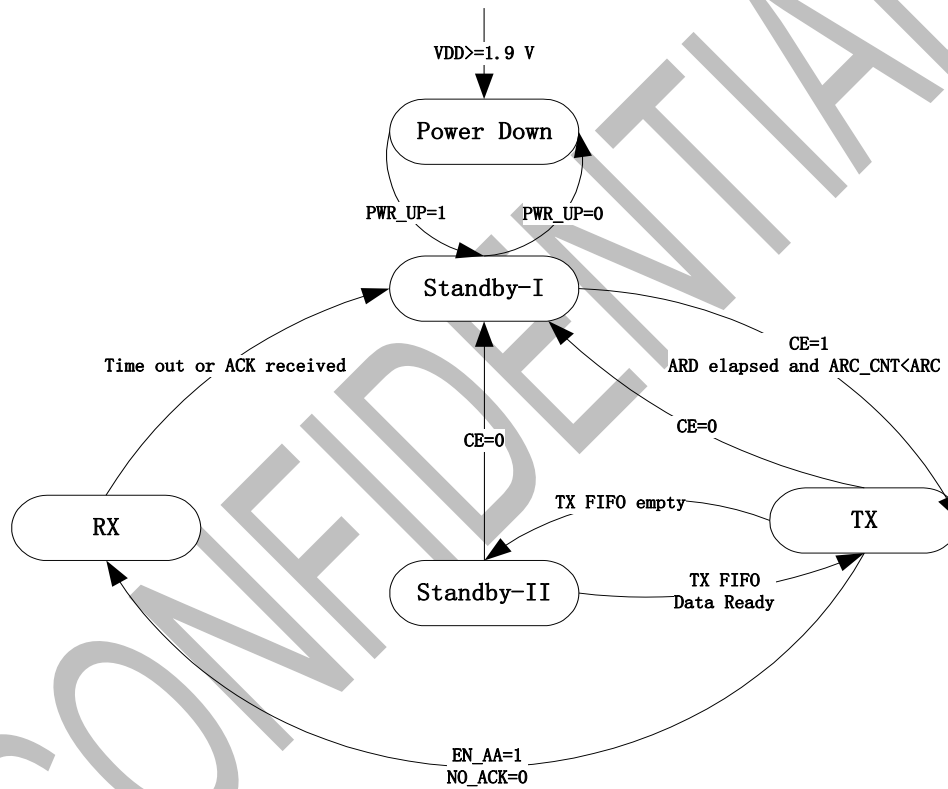 VDD>=1.9 V
Power Down
PWR_UP=1
PWR_UP=0
Standby-I
Time out or ACK received
CE=1
ARD elapsed and ARC_CNT<ARC
CE=0
CE=0
TX FIFO empty
RX
TX
Standby-II
TX FIFO
Data Ready
EN_AA=1
NO_ACK=0
CONFIDENTIAL